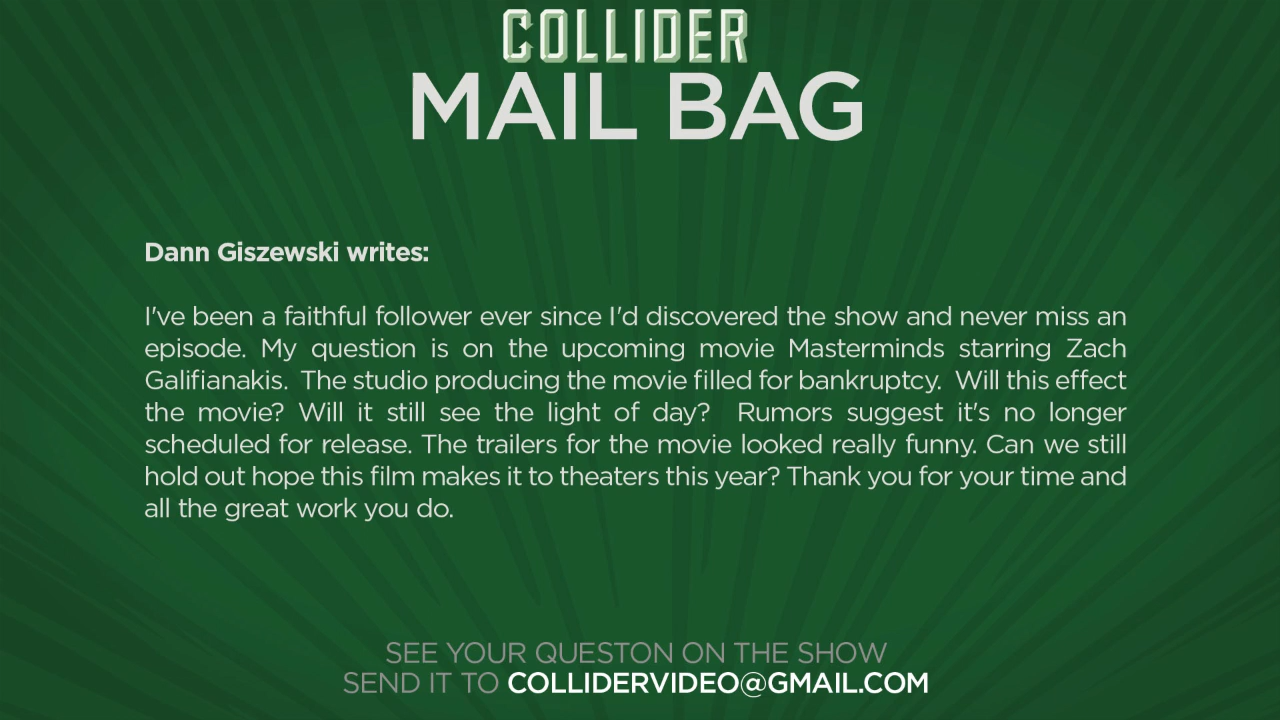 COLLIDER
MAIL BAG
Dann Giszewski writes:
I've been a faithful follower ever since I'd discovered the show and never miss an
episode. My question is on the upcoming movie Masterminds starring Zach
Galifianakis.  The studio producing the movie filled for bankruptcy.  Will this effect
the movie? Will it still see the light of day?  Rumors suggest it's no longer
scheduled for release. The trailers for the movie looked really funny. Can we still
hold out hope this film makes it to theaters this year? Thank you for your time and
all the great work you do.
SEE YOUR QUESTON ON THE SHOW
SEND IT TO COLLIDERVIDEO@GMAIL.COM